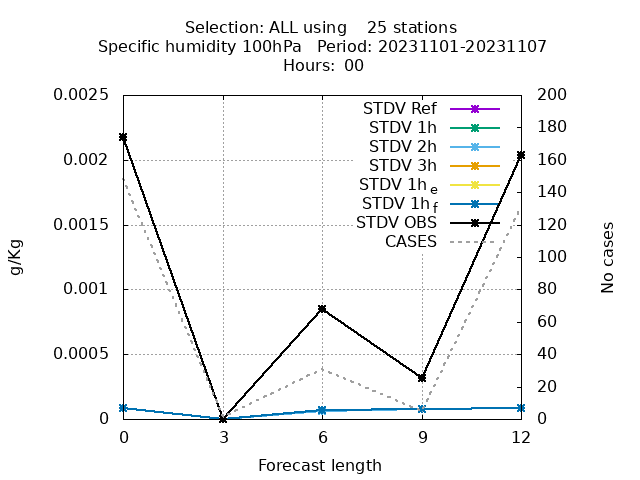 Selection: ALL using    25 stations
Specific humidity 100hPa   Period: 20231101-20231107
Hours: 00
0.0025
0.002
0.0015
0.001
0.0005
0
g/Kg
200
180
160
140
120
100
80
60
40
20
0
No cases
STDV Ref
STDV 1h
STDV 2h
STDV 3h
STDV 1h e
STDV 1h f
STDV OBS
CASES
0 3 6 9 12
Forecast length